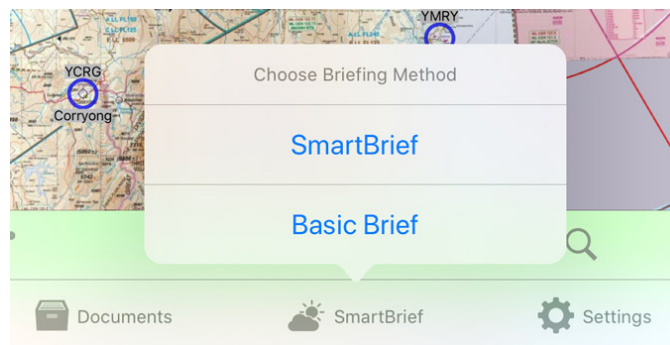 YMRY
YCRG
Corryong
Choose Briefing Method
SmartBrief
Basic Brief
Documents
SmartBrief
Settings